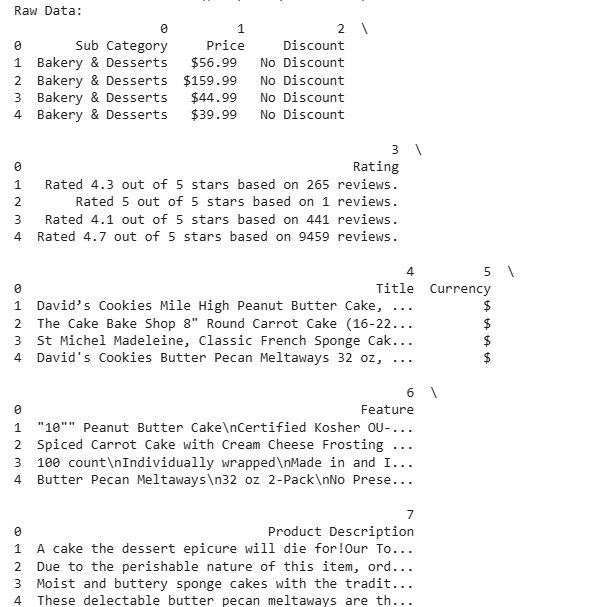 Raw Data:
0 1 2 \
0 Sub Category Price Discount
1 Bakery & Desserts $56.99 No Discount
2 Bakery & Desserts $159.99 No Discount
3 Bakery & Desserts $44.99 No Discount
4 Bakery & Desserts $39.99 No Discount
3 \
0 Rating
1 Rated 4.3 out of 5 stars based on 265 reviews.
2 Rated 5 out of 5 stars based on 1 reviews.
3 Rated 4.1 out of 5 stars based on 441 reviews.
4 Rated 4.7 out of 5 stars based on 9459 reviews.
4 5 \
0 Title Currency
1 David’s Cookies Mile High Peanut Butter Cake, ... $
2 The Cake Bake Shop 8" Round Carrot Cake (16-22... $
3 St Michel Madeleine, Classic French Sponge Cak... $
4 David's Cookies Butter Pecan Meltaways 32 oz, ... $
6 \
0 Feature
1 "10"" Peanut Butter Cake\nCertified Kosher OU-...
2 Spiced Carrot Cake with Cream Cheese Frosting ...
3 100 count\nIndividually wrapped\nMade in and I...
4 Butter Pecan Meltaways\n32 oz 2-Pack\nNo Prese...
7
0 Product Description
1 A cake the dessert epicure will die for!Our To...
2 Due to the perishable nature of this item, ord...
3 Moist and buttery sponge cakes with the tradit...
4 These delectable butter pecan meltaways are th...